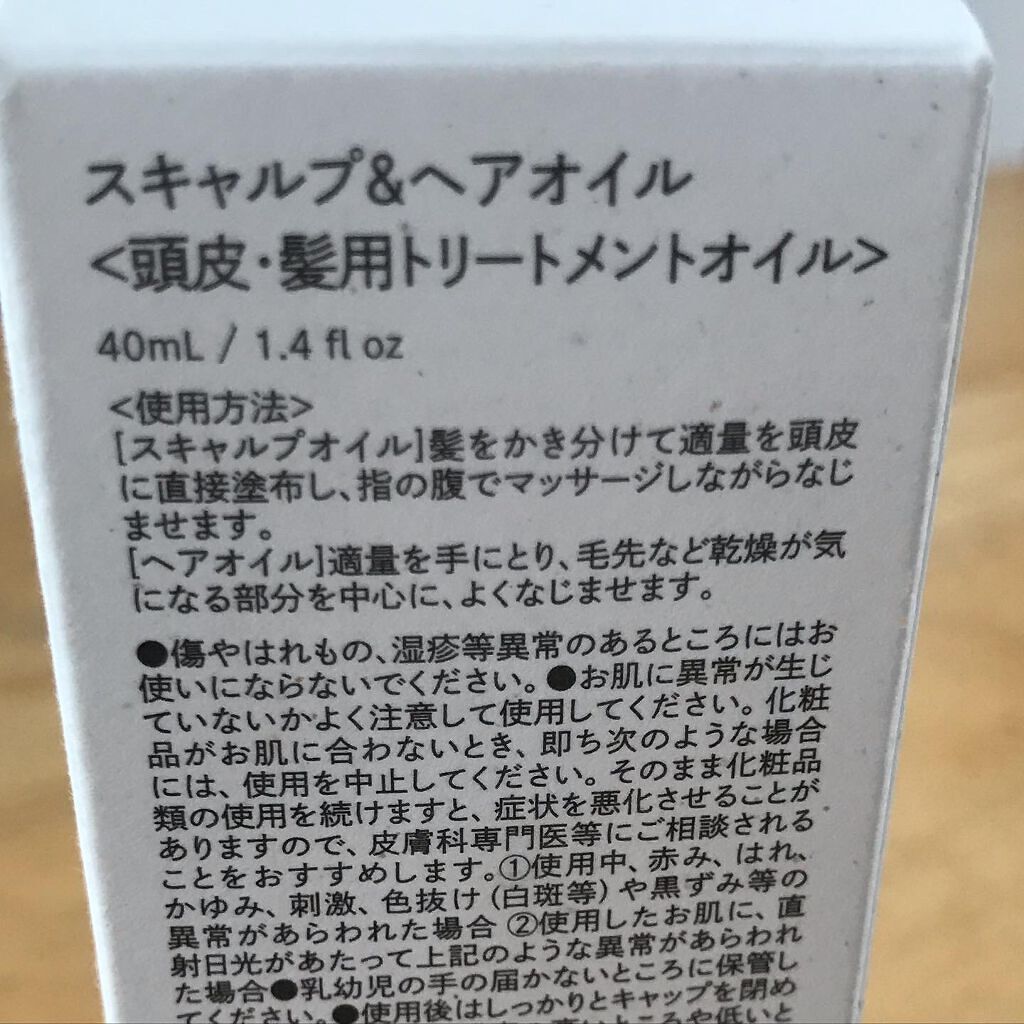 スキャルプ&ヘアオイル
<頭皮・髪用トリートメントオイル>
40mL / 1.4 fl oz
<使用方法>
[スキャルプオイル]髪をかき分けて適量を頭皮
に直接塗布し、指の腹でマッサージしながらなじ
ませます。
[ヘアオイル]適量を手にとり、毛先など乾燥が気
になる部分を中心に、よくなじませます。
●傷やはれもの、湿疹等異常のあるところにはお
使いにならないでください。●お肌に異常が生じ
ていないかよく注意して使用してください。化粧
品がお肌に合わないとき、即ち次のような場合
には、使用を中止してください。そのまま化粧品
類の使用を続けますと、症状を悪化させることが
ありますので、皮膚科専門医等にご相談される
ことをおすすめします。①使用中、赤み、はれ、
かゆみ、刺激、色抜け(白斑等)や黒ずみ等の
異常があらわれた場合 ②使用したお肌に、直
射日光があたって上記のような異常があらわれ
た場合●乳幼児の手の届かないところに保管し
てください。●使用後はしっかりとキャップを閉め